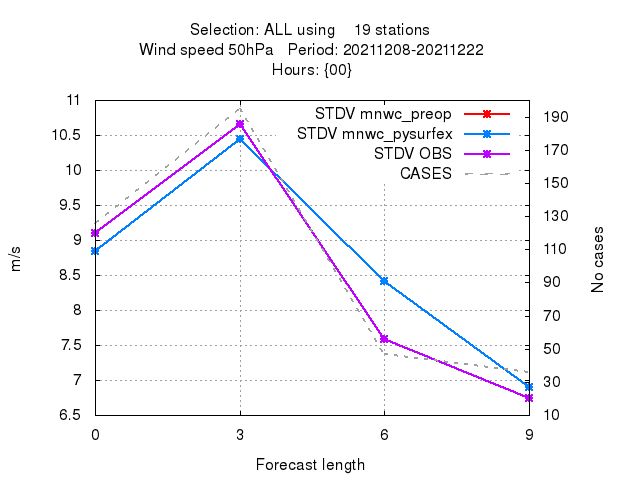 Selection: ALL using 19 stations
Wind speed 50hPa Period: 20211208-20211222
Hours: {00}
STDV mnwc_preop
STDV mnwc_pysurfex
STDV OBS
CASES
11
10.5
10
9.5
9
8.5
8
7.5
7
6.5
190
170
150
130
110
90
70
50
30
10
m/s
No cases
0 3 6 9
Forecast length